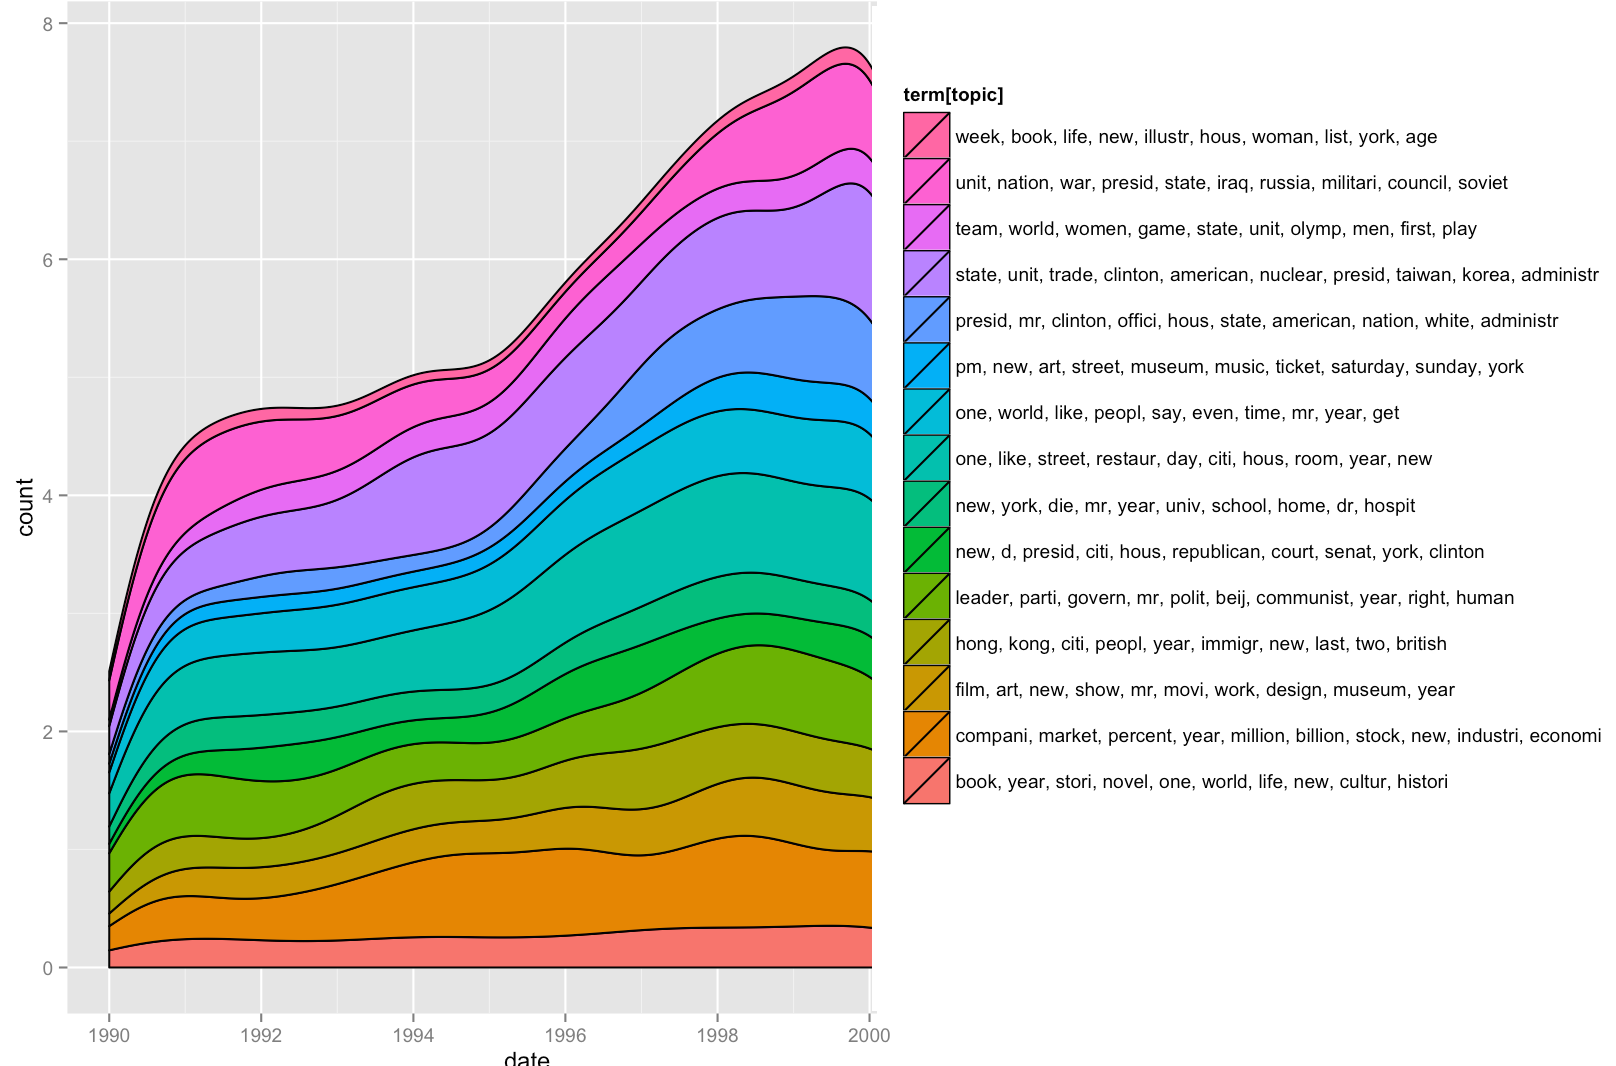 8
6
4
2
0
count
1990 1992 1994 1996 1998 2000
date
term[topic]
week, book, life, new, illustr, hous, woman, list, york, age
unit, nation, war, presid, state, iraq, russia, militari, council, soviet
team, world, women, game, state, unit, olymp, men, first, play
state, unit, trade, clinton, american, nuclear, presid, taiwan, korea, administr
presid, mr, clinton, offici, hous, state, american, nation, white, administr
pm, new, art, street, museum, music, ticket, saturday, sunday, york
one, world, like, peopl, say, even, time, mr, year, get
one, like, street, restaur, day, citi, hous, room, year, new
new, york, die, mr, year, univ, school, home, dr, hospit
new, d, presid, citi, hous, republican, court, senat, york, clinton
leader, parti, govern, mr, polit, beij, communist, year, right, human
hong, kong, citi, peopl, year, immigr, new, last, two, british
film, art, new, show, mr, movi, work, design, museum, year
compani, market, percent, year, million, billion, stock, new, industri, economi
book, year, stori, novel, one, world, life, new, cultur, histori